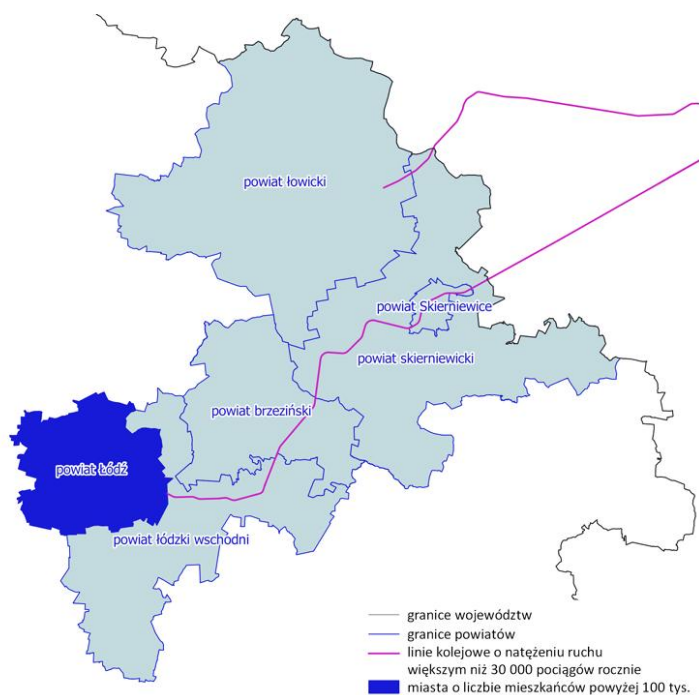 powiat łowicki
powiat Skierniewice
powiat skierniewicki
powiat brzeziński
powiat Łódź
powiat łódzki wschodni
granice województw
granice powiatów
linie kolejowe o natężeniu ruchu
większym niż 30 000 pociągów rocznie
miasta o liczbie mieszkańców powyżej 100 tys.